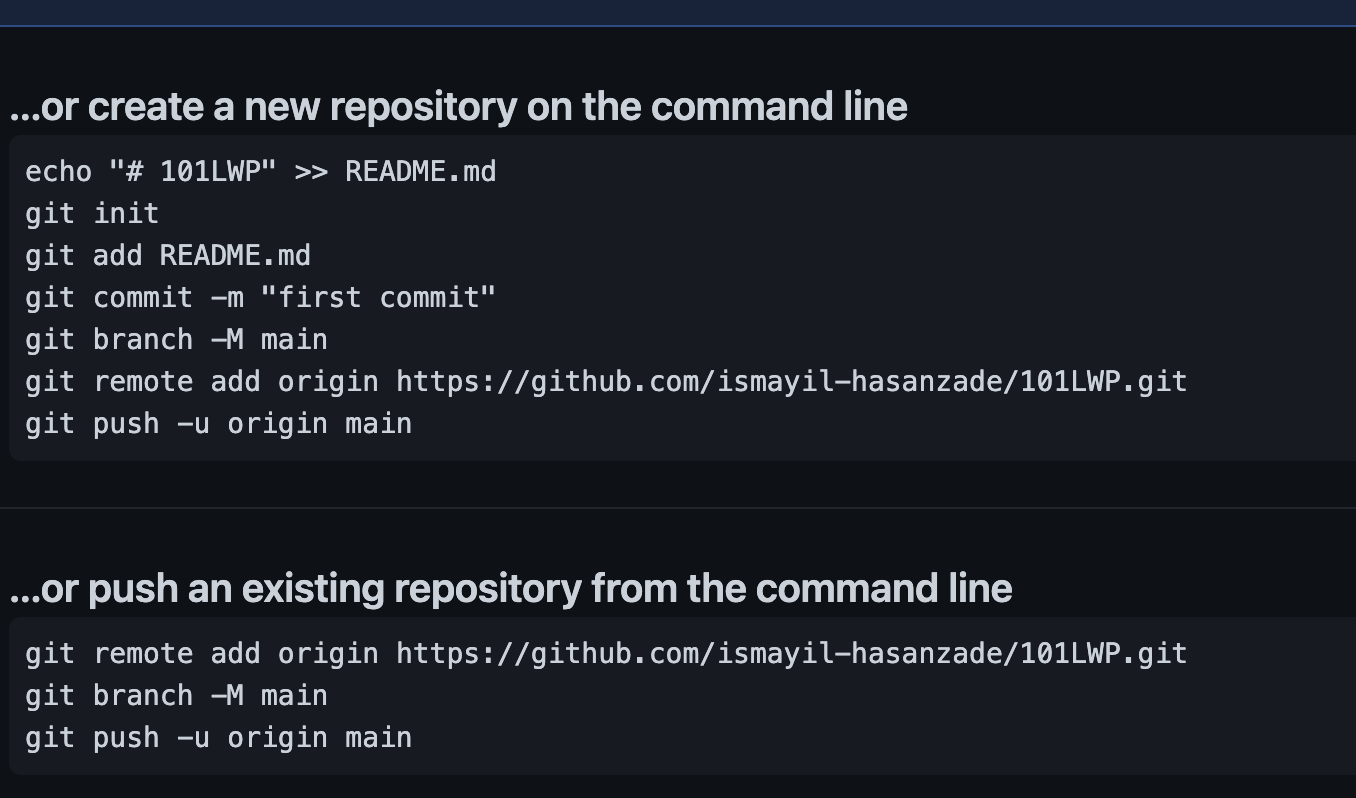 ...or create a new repository on the command line
echo "# 101LWP" >> README.md
git init
git add README.md
git commit -m "first commit"
git branch -M main
git remote add origin https://github.com/ismayil-hasanzade/101LWP.git
git push -u origin main
...or push an existing repository from the command line
git remote add origin https://github.com/ismayil-hasanzade/101LWP.git
git branch -M main
git push -u origin main